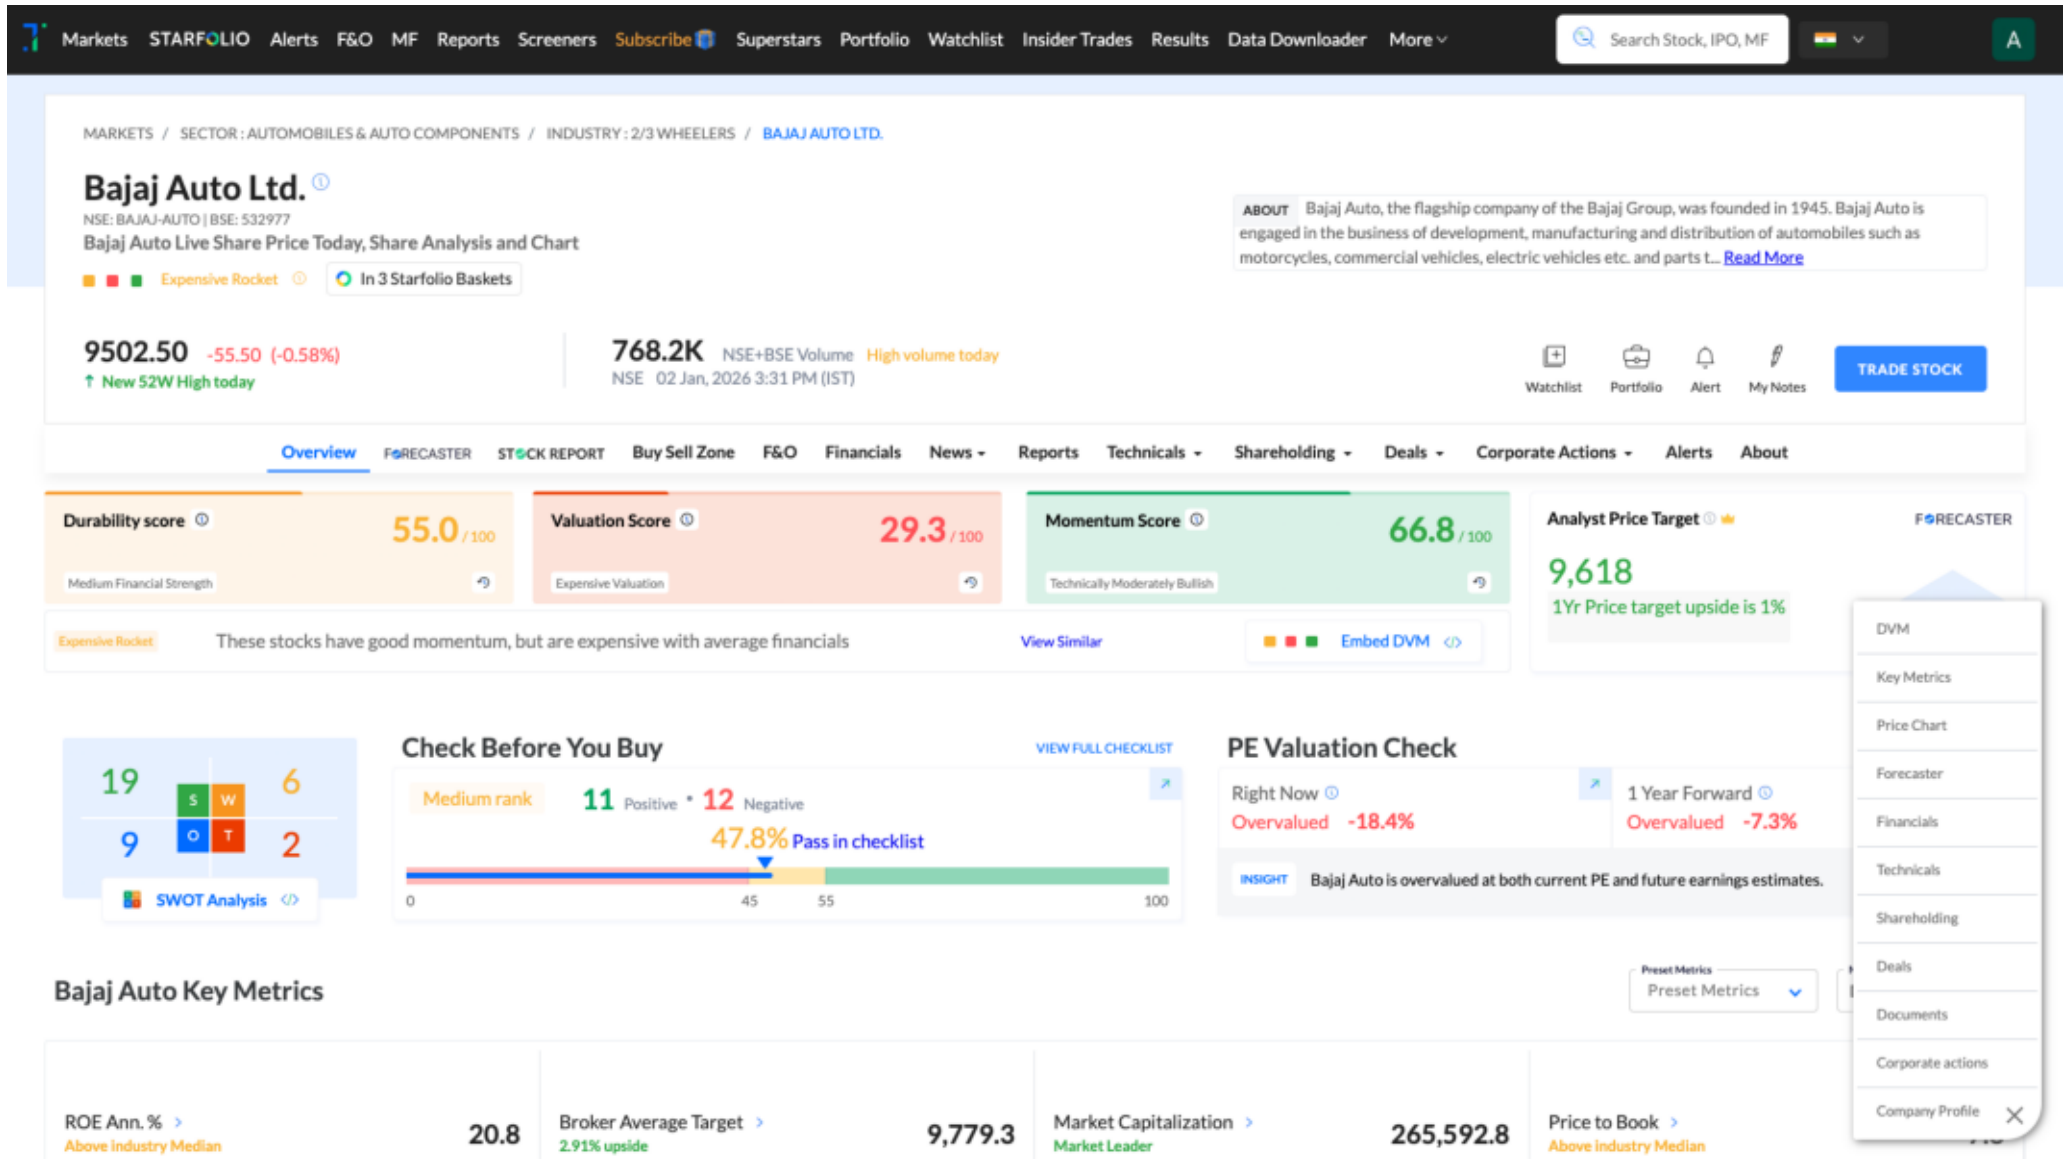 Markets STARFOLIO Alerts F&O MF Reports Screeners Subscribe Superstars Portfolio Watchlist Insider Trades Results Data Downloader More Search Stock, IPO, MF A
MARKETS / SECTOR : AUTOMOBILES & AUTO COMPONENTS / INDUSTRY : 2/3 WHEELERS / BAJAJ AUTO LTD.
Bajaj Auto Ltd.
NSE: BAJAJ-AUTO | BSE: 532977
Bajaj Auto Live Share Price Today, Share Analysis and Chart
Expensive Rocket In 3 Starfolio Baskets
ABOUT Bajaj Auto, the flagship company of the Bajaj Group, was founded in 1945. Bajaj Auto is
engaged in the business of development, manufacturing and distribution of automobiles such as
motorcycles, commercial vehicles, electric vehicles etc. and parts t... Read More
9502.50 -55.50 (-0.58%)
New 52W High today
768.2K NSE+BSE Volume High volume today
NSE 02 Jan, 2026 3:31 PM (IST)
Watchlist Portfolio Alert My Notes TRADE STOCK
Overview FORECASTER STOCK REPORT Buy Sell Zone F&O Financials News Reports Technicals Shareholding Deals Corporate Actions Alerts About
Durability score 55.0 / 100
Medium Financial Strength
Valuation Score 29.3 / 100
Expensive Valuation
Momentum Score 66.8 / 100
Technically Moderately Bullish
Analyst Price Target FORECASTER
9,618
1Yr Price target upside is 1%
Expensive Rocket These stocks have good momentum, but are expensive with average financials View Similar Embed DVM </>
19 6
S W
O T
9 2
SWOT Analysis </>
Check Before You Buy VIEW FULL CHECKLIST
Medium rank 11 Positive • 12 Negative
47.8% Pass in checklist
0 45 55 100
PE Valuation Check
Right Now
Overvalued -18.4%
1 Year Forward
Overvalued -7.3%
INSIGHT Bajaj Auto is overvalued at both current PE and future earnings estimates.
DVM
Key Metrics
Price Chart
Forecaster
Financials
Technicals
Shareholding
Deals
Documents
Corporate actions
Company Profile
Bajaj Auto Key Metrics
Preset Metrics
Preset Metrics
ROE Ann. % 20.8
Above industry Median
Broker Average Target 9,779.3
2.91% upside
Market Capitalization 265,592.8
Market Leader
Price to Book
Above industry Median